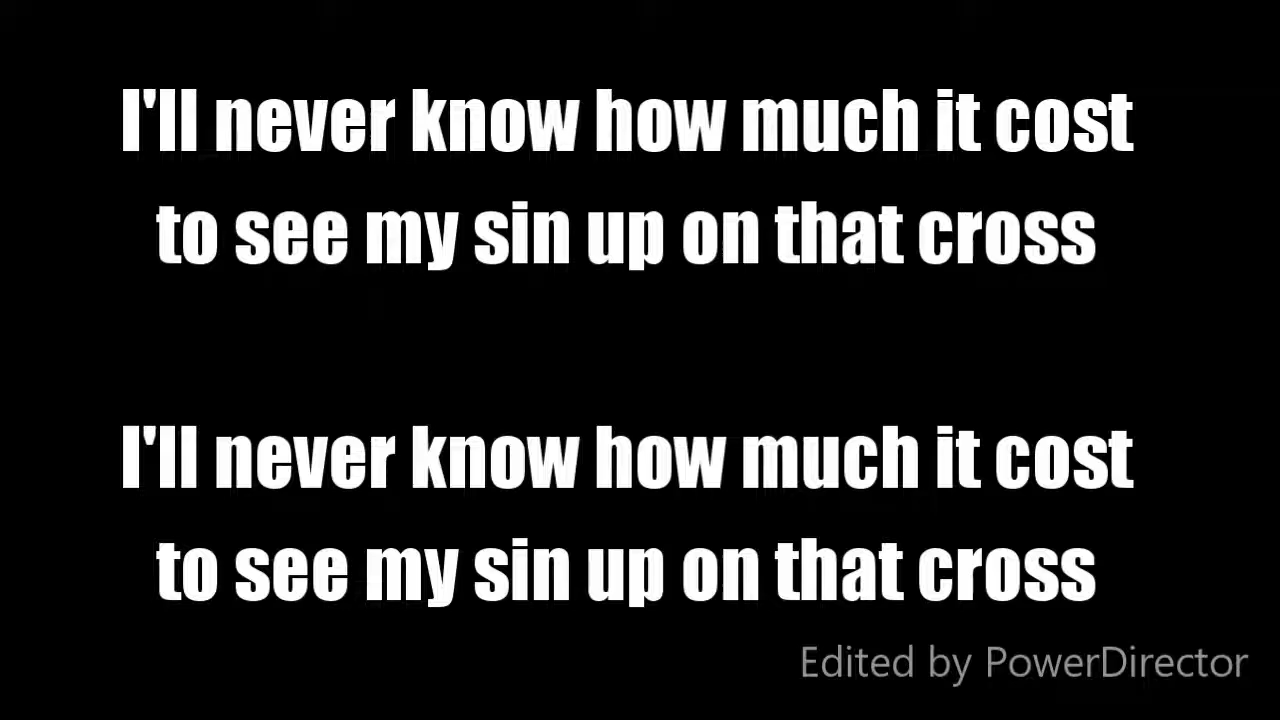 I'll never know how much it cost
to see my sin up on that cross
I'll never know how much it cost
to see my sin up on that cross
Edited by PowerDirector